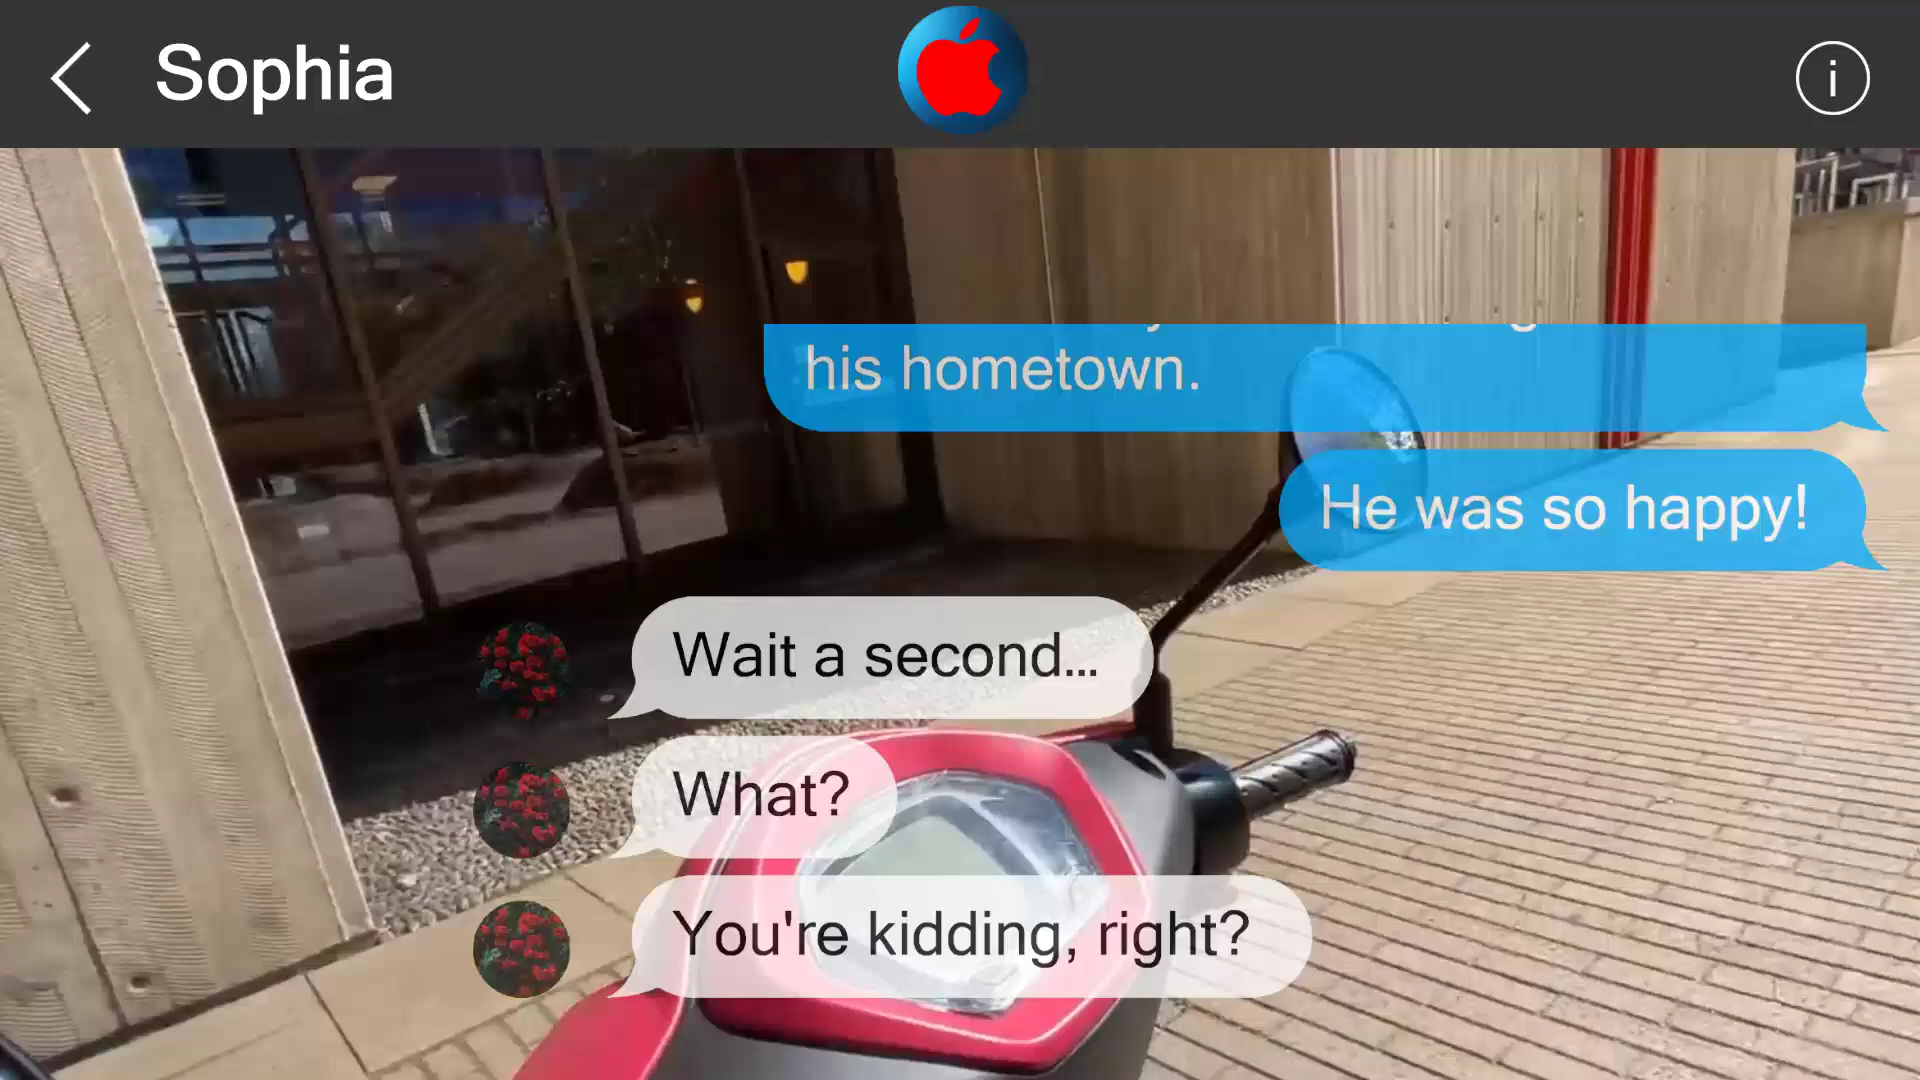 Sophia
his hometown.
He was so happy!
Wait a second...
What?
You're kidding, right?